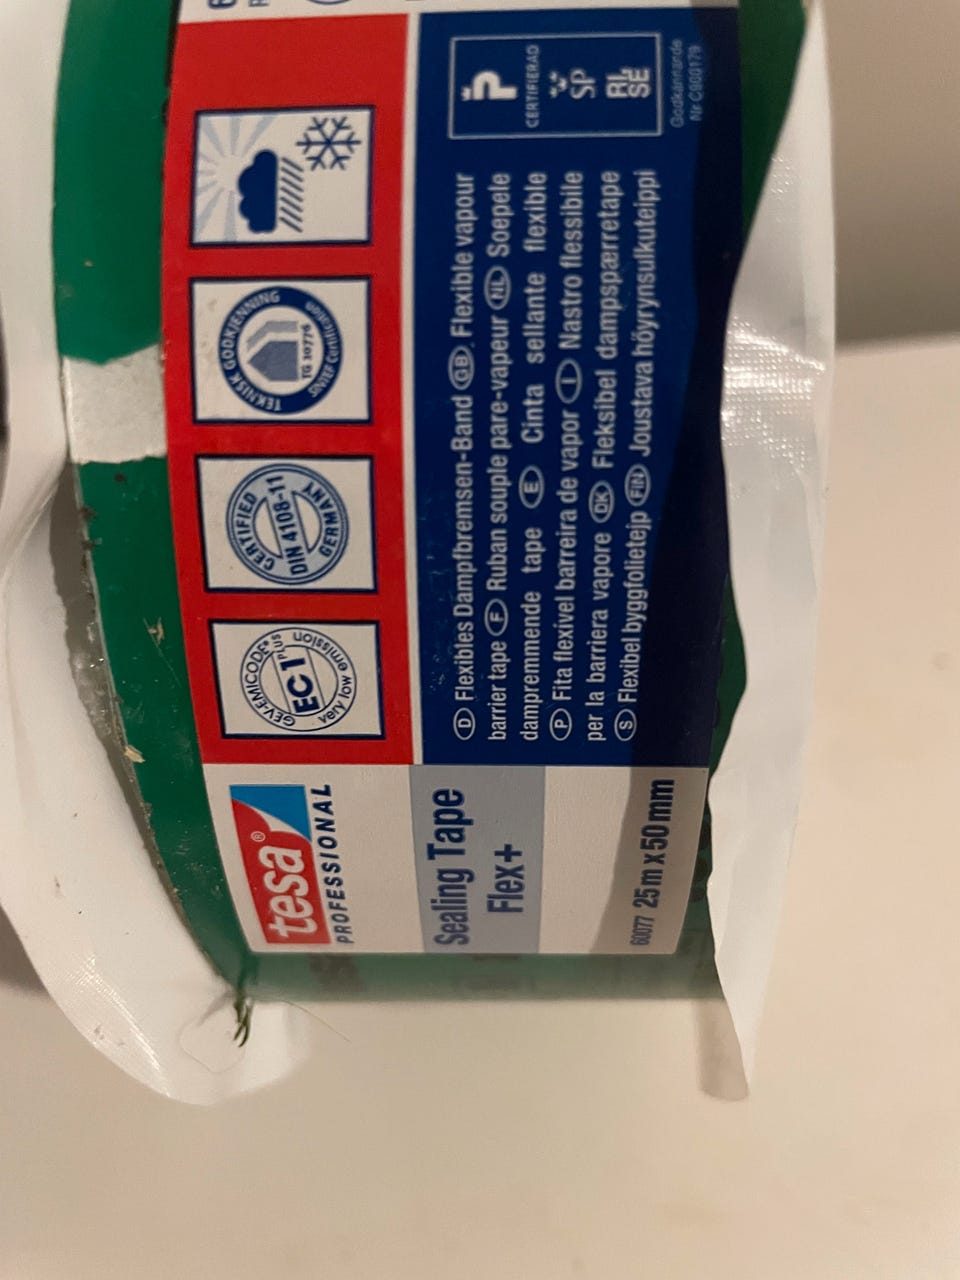 tesa®
PROFESSIONAL
Sealing Tape
Flex+
60077 25 m x 50 mm
GEV-EMICODE®
EC1 PLUS
very low emission
CERTIFIED
DIN 4108-11
GERMANY
TEKNISK GODKJENNING
TG 20776
SINTEF Certification
D Flexibles Dampfbremsen-Band GB. Flexible vapour
barrier tape F Ruban souple pare-vapeur NL Soepele
dampremmende tape E Cinta sellante flexible
P Fita flexível barreira de vapor I Nastro flessibile
per la barriera vapore DK Fleksibel dampspærretape
S Flexibel byggfolietejp FIN Joustava höyrynsulkuteippi
P
CERTIFIERAD
SP
RI.
SE
Godkännande
Nr C900179